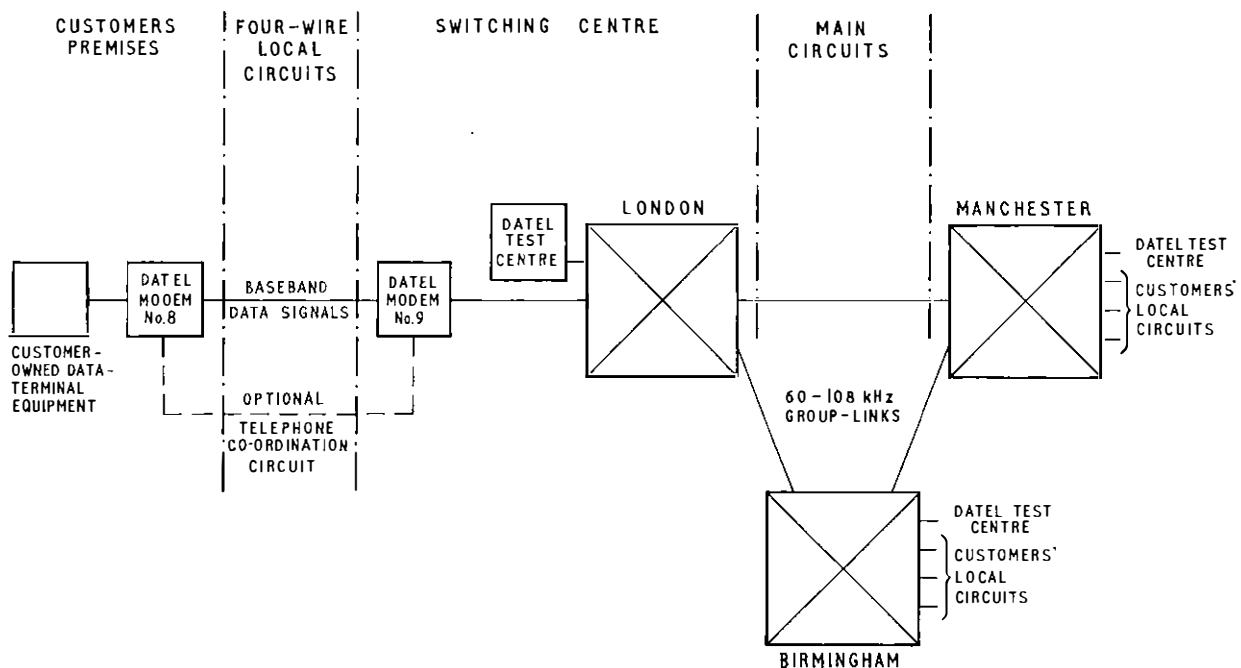 CUSTOMERS
PREMISES
FOUR-WIRE
LOCAL
CIRCUITS
SWITCHING CENTRE
MAIN
CIRCUITS
LONDON
MANCHESTER
DATEL
TEST
CENTRE
DATEL TEST
CENTRE
CUSTOMERS'
LOCAL
CIRCUITS
DATEL
MODEM
No.8
BASEBAND
DATA SIGNALS
DATEL
MODEM
No.9
CUSTOMER-
OWNED DATA-
TERMINAL
EQUIPMENT
OPTIONAL
TELEPHONE
CO-ORDINATION
CIRCUIT
60-108 kHz
GROUP-LINKS
DATEL TEST
CENTRE
CUSTOMERS'
LOCAL
CIRCUITS
BIRMINGHAM